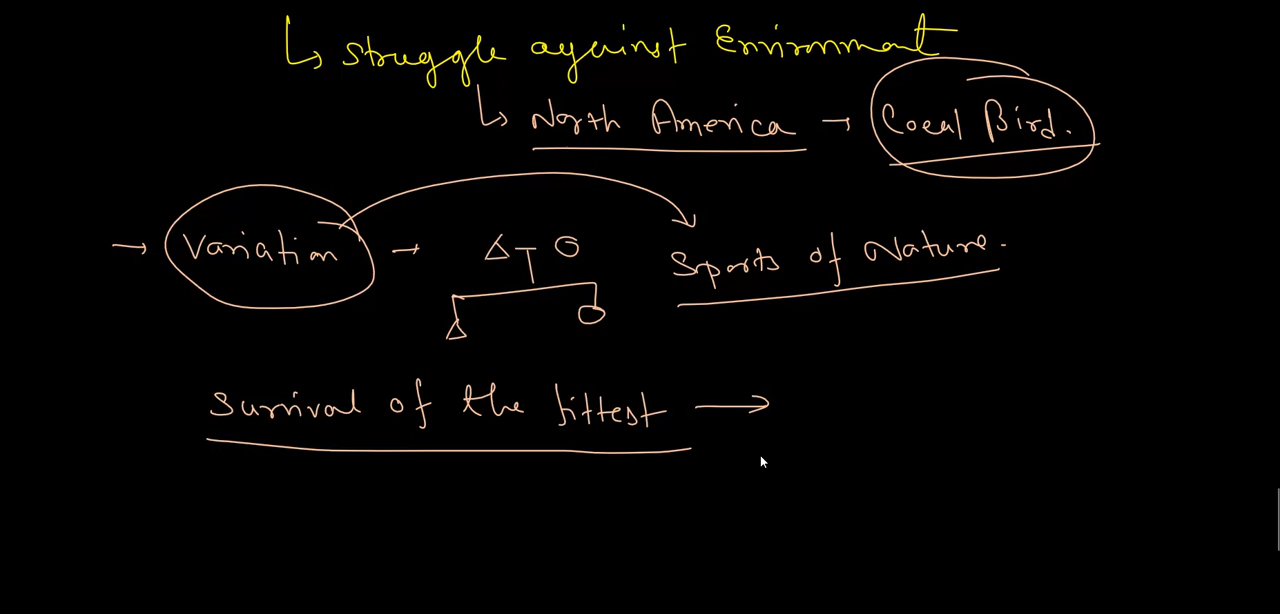 ↳ Struggle against Environment
↳ North America → Coeal Bird.
→ Variation → Sports of Nature.
Survival of the fittest →